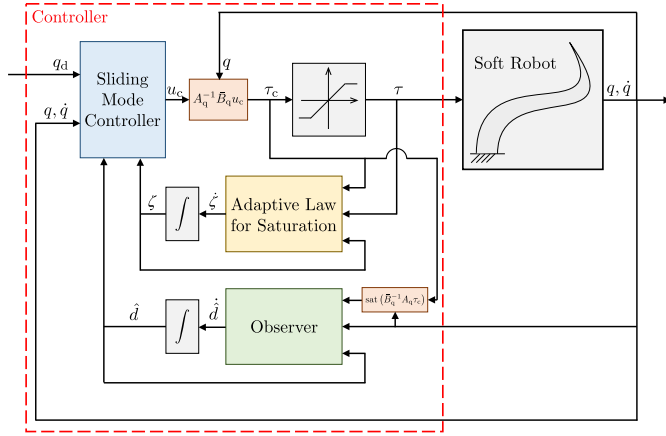 Controller
q
q_d
Sliding
Mode
Controller
u_c
A_q^{-1} B̄_q u_c
τ_c
τ
Soft Robot
q, q̇
q, q̇
ζ
∫
ζ̇
Adaptive Law
for Saturation
d̂
∫
d̂̇
Observer
sat (B̄_q^{-1} A_q τ_c)